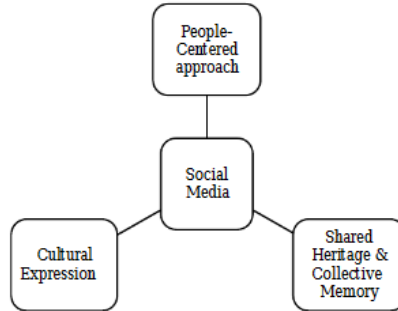 People-
Centered
approach
Social
Media
Cultural
Expression
Shared
Heritage &
Collective
Memory